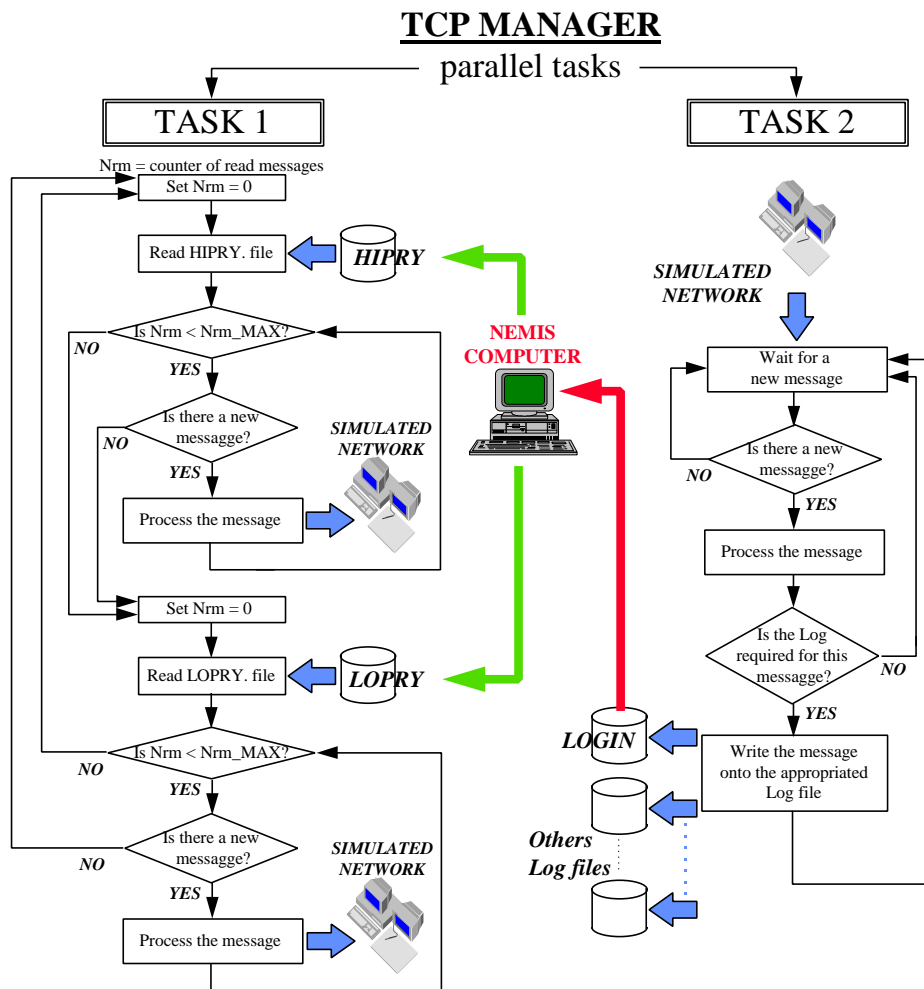 TCP MANAGER
parallel tasks
TASK 1
Nrm = counter of read messages
Set Nrm = 0
Read HIPRY. file
HIPRY
Is Nrm < Nrm_MAX?
NO
YES
Is there a new
messagge?
NO
YES
SIMULATED
NETWORK
Process the message
Set Nrm = 0
Read LOPRY. file
LOPRY
Is Nrm < Nrm_MAX?
NO
YES
Is there a new
messagge?
NO
YES
SIMULATED
NETWORK
Process the message
NEMIS
COMPUTER
TASK 2
SIMULATED
NETWORK
Wait for a
new message
Is there a new
messagge?
NO
YES
Process the message
Is the Log
required for this
messagge?
NO
YES
Write the message
onto the appropriated
Log file
LOGIN
Others
Log files